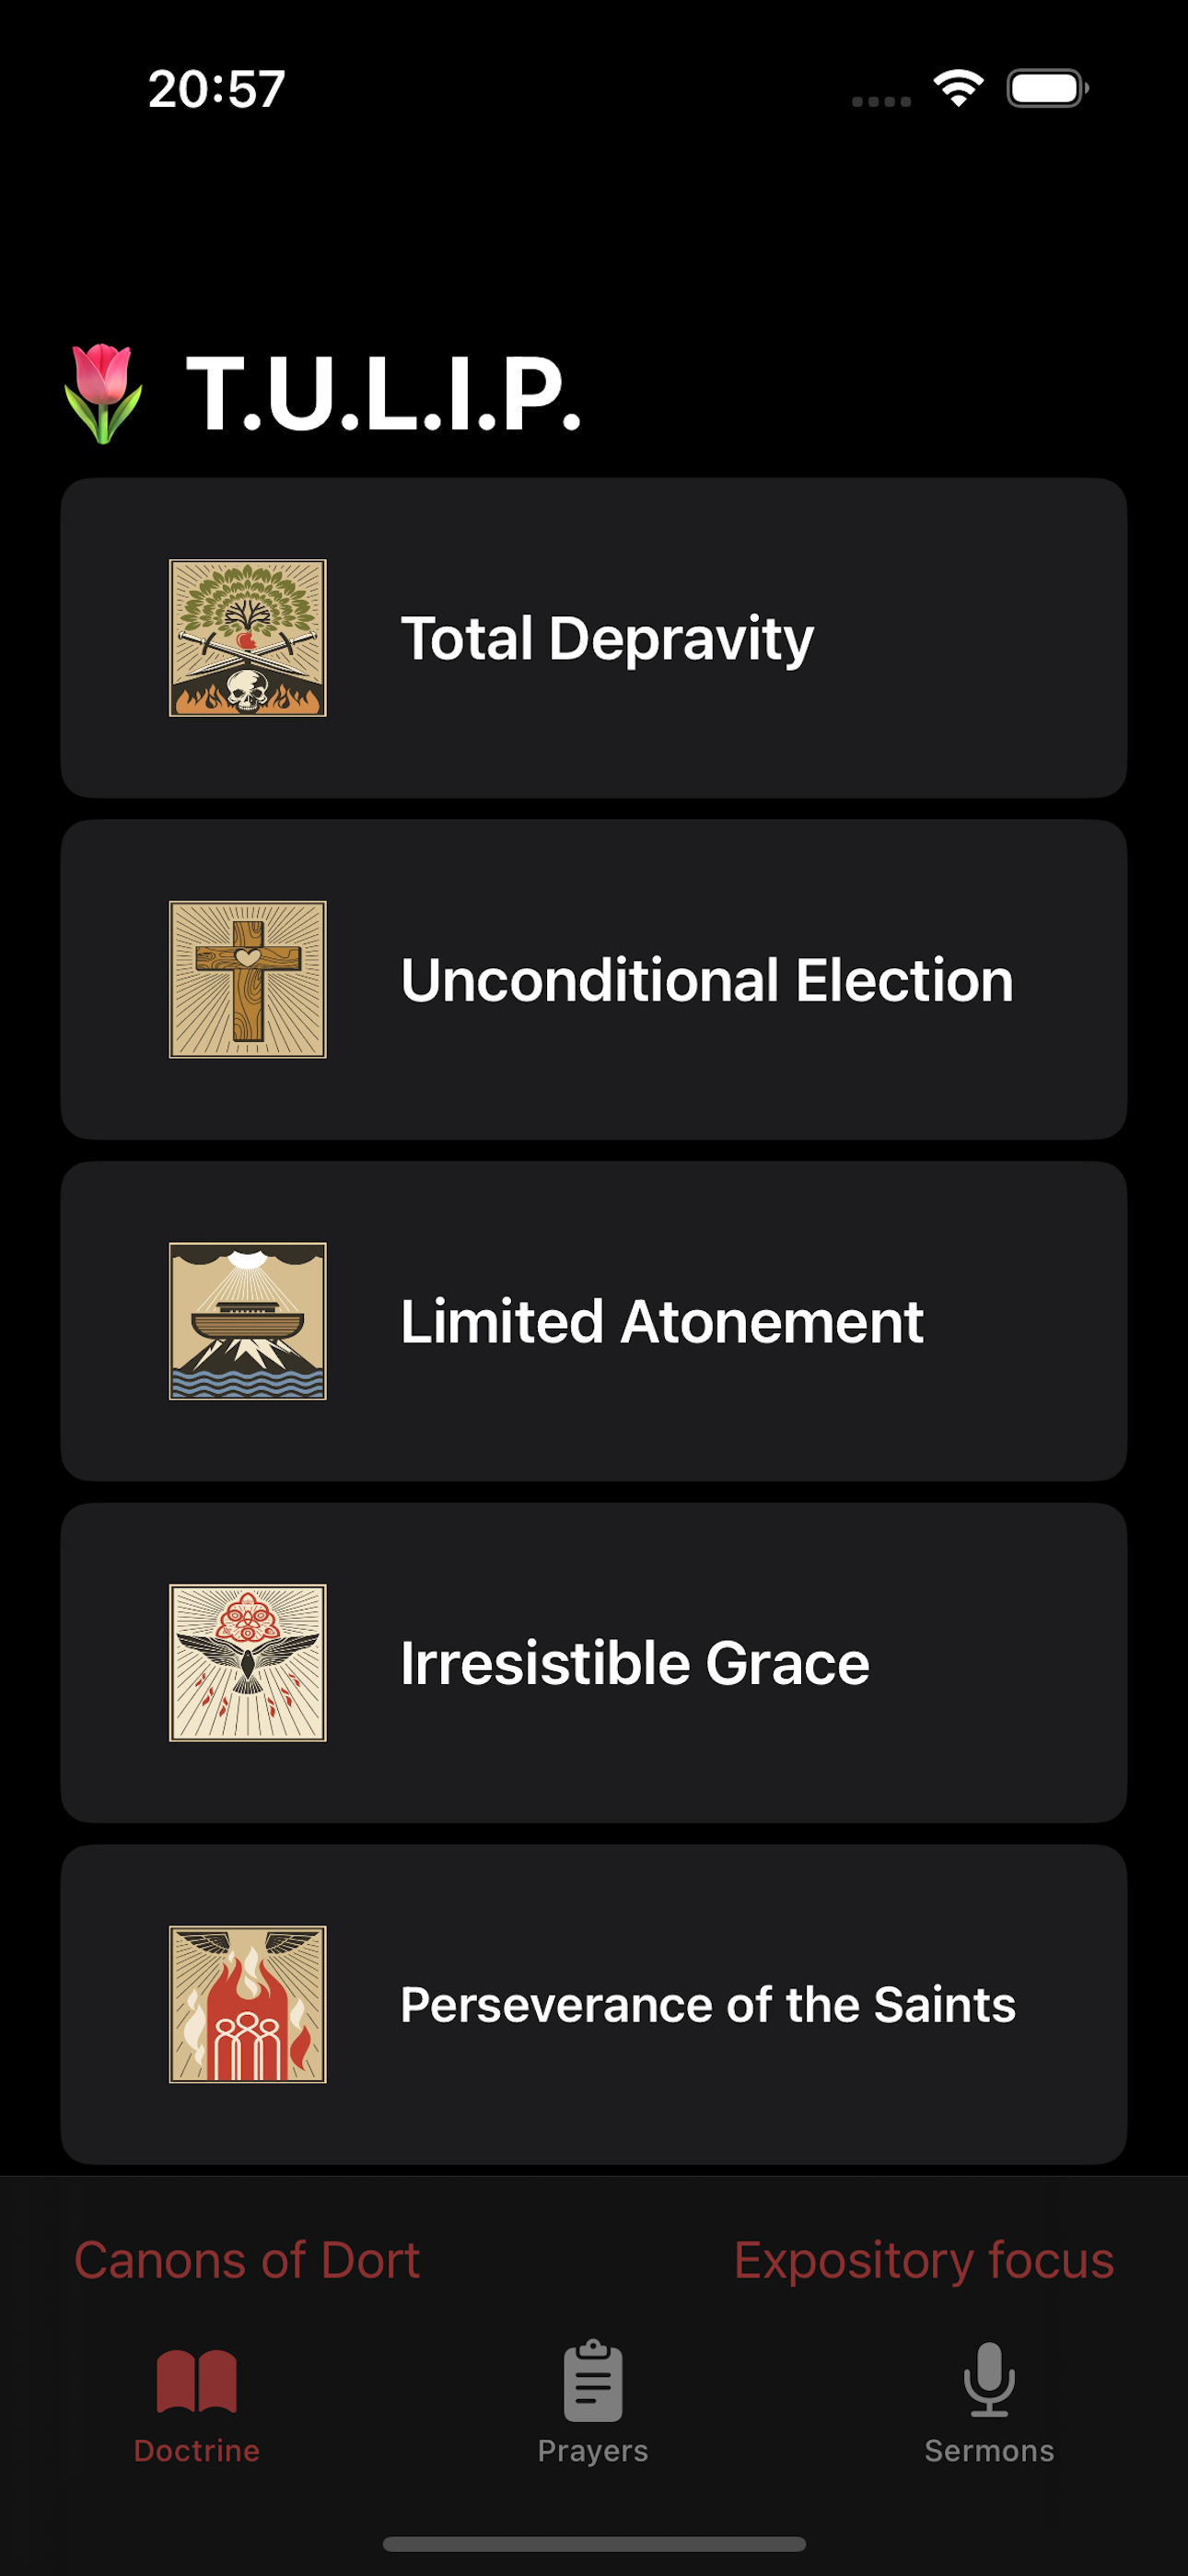 20:57
🌷 T.U.L.I.P.
Total Depravity
Unconditional Election
Limited Atonement
Irresistible Grace
Perseverance of the Saints
Canons of Dort
Expository focus
Doctrine
Prayers
Sermons